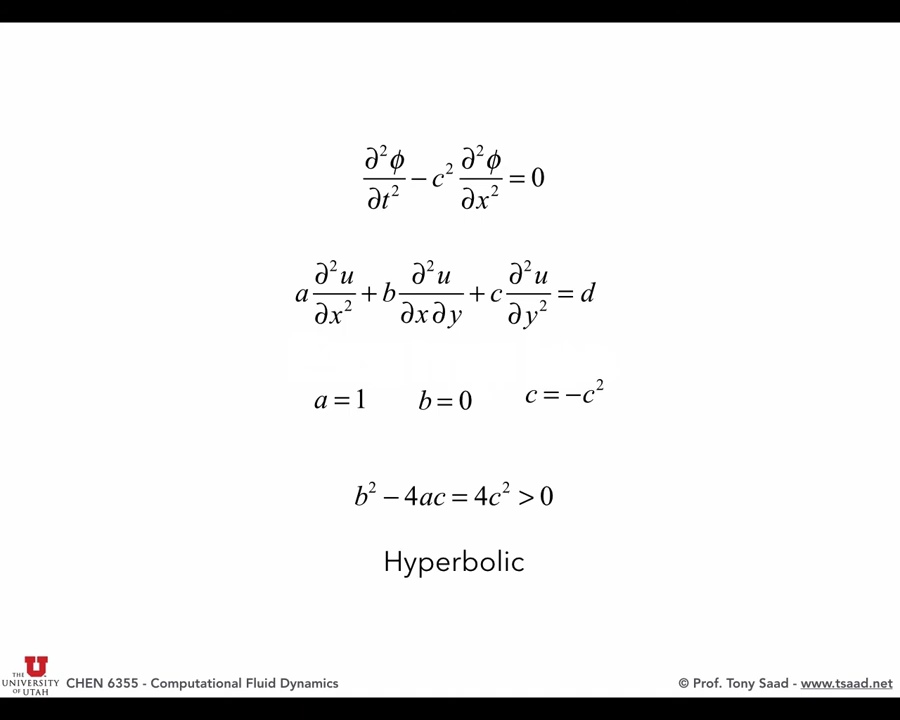 ∂²ϕ/∂t² − c² ∂²ϕ/∂x² = 0
a ∂²u/∂x² + b ∂²u/∂x∂y + c ∂²u/∂y² = d
a = 1 b = 0 c = −c²
b² − 4ac = 4c² > 0
Hyperbolic
THE UNIVERSITY OF UTAH
CHEN 6355 - Computational Fluid Dynamics
© Prof. Tony Saad - www.tsaad.net